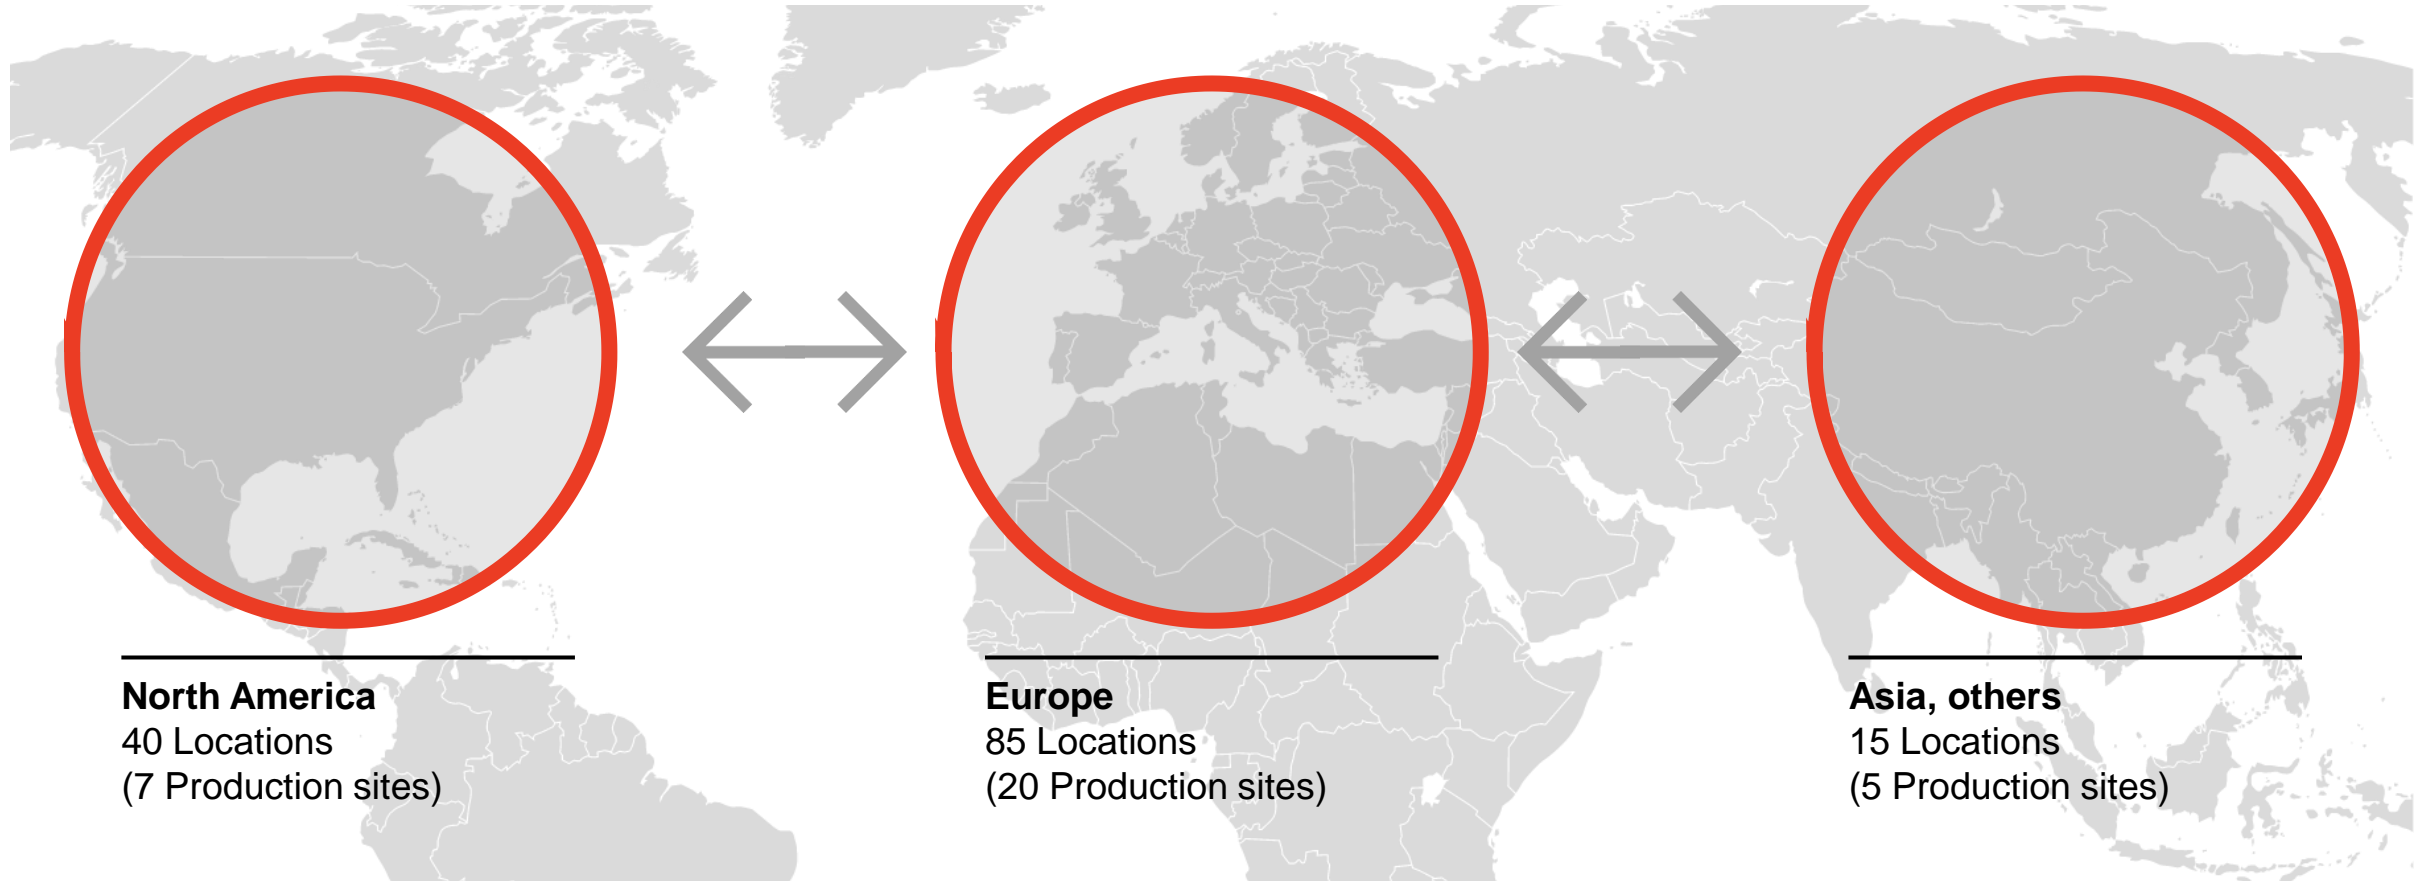 North America
40 Locations
(7 Production sites)
Europe
85 Locations
(20 Production sites)
Asia, others
15 Locations
(5 Production sites)